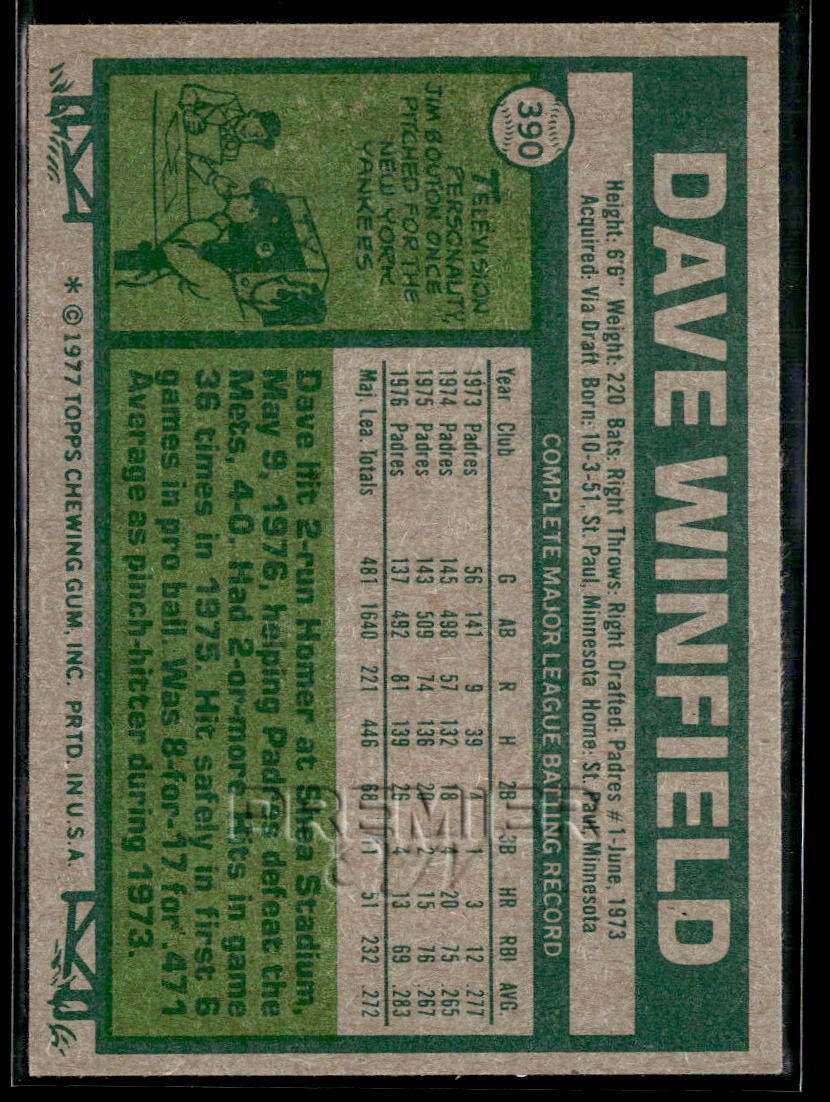 DAVE WINFIELD
Height: 6'6" Weight: 220 Bats: Right Throws: Right Drafted: Padres #1-June, 1973
Acquired: Via Draft Born: 10-3-51, St. Paul, Minnesota Home: St. Paul, Minnesota
390
COMPLETE MAJOR LEAGUE BATTING RECORD
Year Club G AB R H 2B 3B HR RBI AVG.
1973 Padres 56 141 9 39 4 1 3 12 .277
1974 Padres 145 498 57 132 18 4 20 75 .265
1975 Padres 143 509 74 136 20 2 15 76 .267
1976 Padres 137 492 81 139 26 4 13 69 .283
Maj. Lea. Totals 481 1640 221 446 68 11 51 232 .272
TELEVISION
PERSONALITY,
JIM BOUTON ONCE
PITCHED FOR THE
NEW YORK
YANKEES
TV
Dave hit 2-run Homer at Shea Stadium,
May 9, 1976, helping Padres defeat the
Mets, 4-0. Had 2-or-more hits in game
36 times in 1975. Hit safely in first 6
games in pro ball. Was 8-for-17 for .471
Average as pinch-hitter during 1973.
* © 1977 TOPPS CHEWING GUM, INC. PRTD. IN U.S.A.
PREMIER